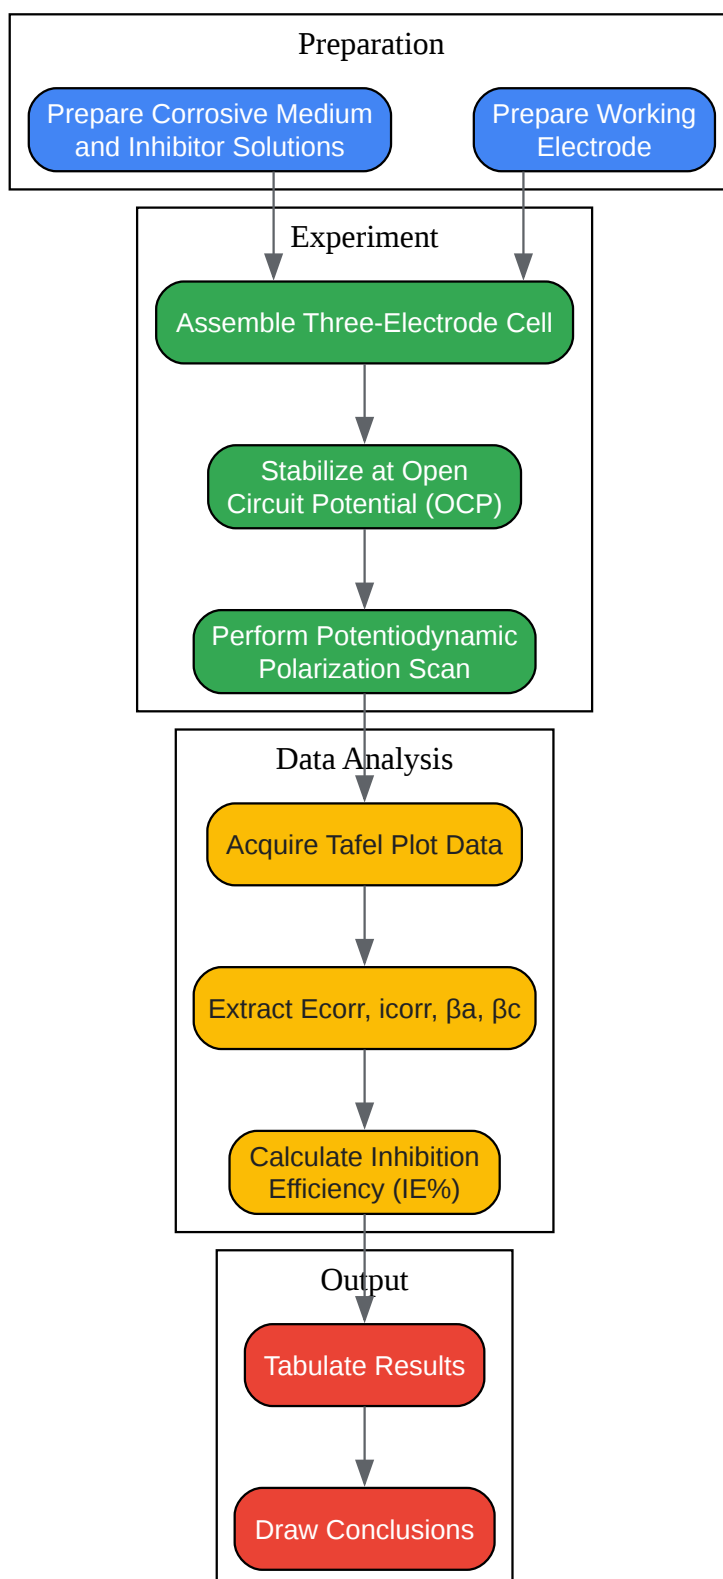 Preparation
Prepare Corrosive Medium
and Inhibitor Solutions
Prepare Working
Electrode
Experiment
Assemble Three-Electrode Cell
Stabilize at Open
Circuit Potential (OCP)
Perform Potentiodynamic
Polarization Scan
Data Analysis
Acquire Tafel Plot Data
Extract Ecorr, icorr, βa, βc
Calculate Inhibition
Efficiency (IE%)
Output
Tabulate Results
Draw Conclusions